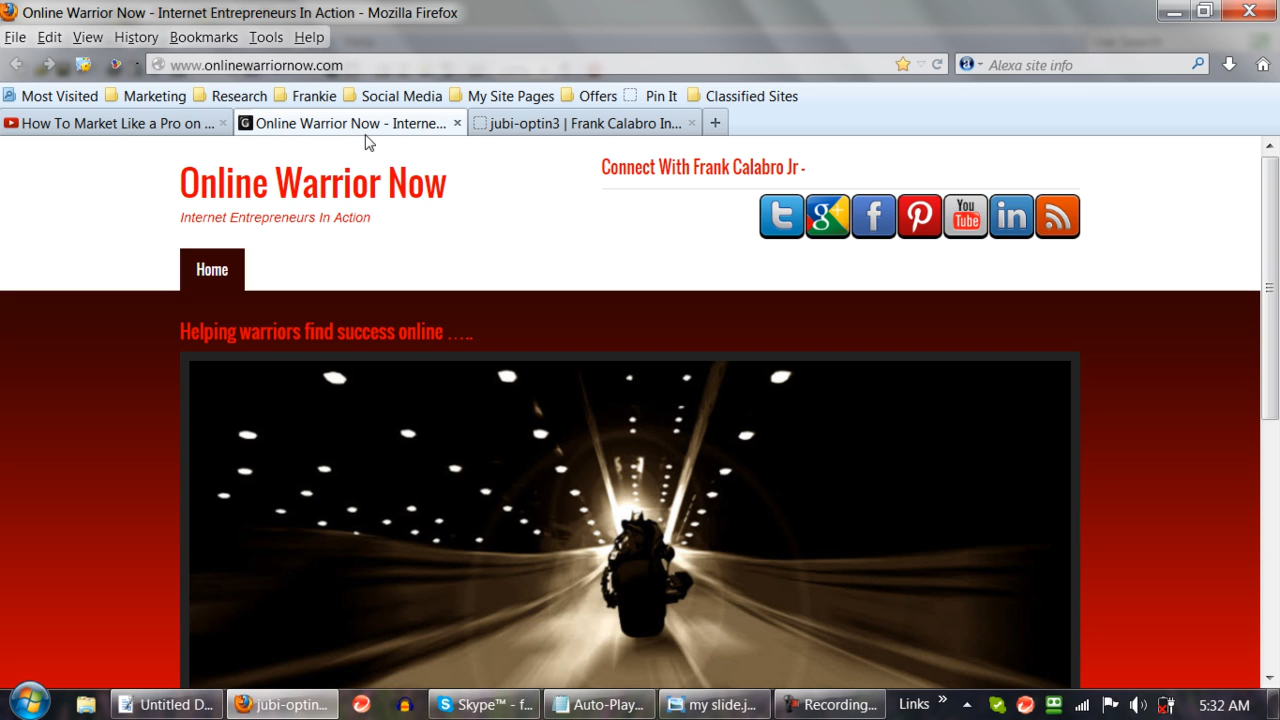 Online Warrior Now - Internet Entrepreneurs In Action - Mozilla Firefox
File Edit View History Bookmarks Tools Help
www.onlinewarriornow.com
Alexa site info
Most Visited Marketing Research Frankie Social Media My Site Pages Offers Pin It Classified Sites
How To Market Like a Pro on ...
G Online Warrior Now - Interne...
jubi-optin3 | Frank Calabro In...
Online Warrior Now
Internet Entrepreneurs In Action
Connect With Frank Calabro Jr -
t g+ f P You Tube in
Home
Helping warriors find success online .....
Untitled D...
jubi-optin...
Skype™ - f...
Auto-Play...
my slide.j...
Recording...
Links »
5:32 AM